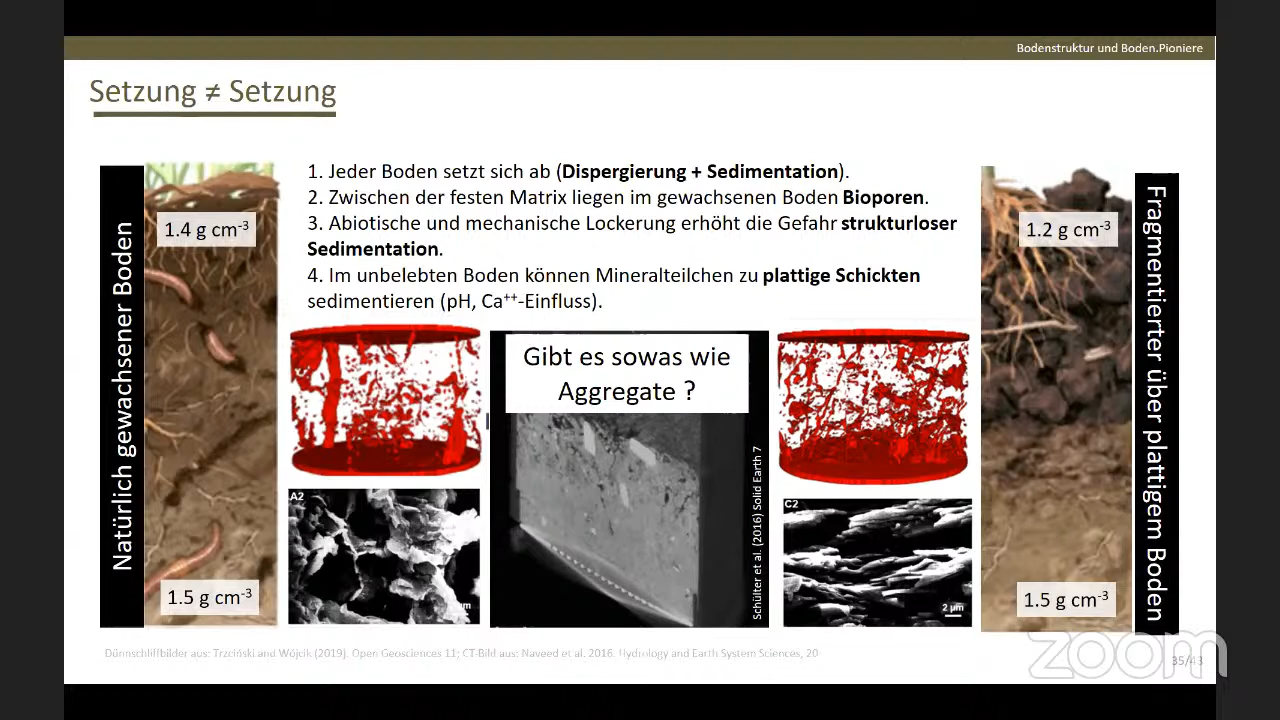 Bodenstruktur und Boden.Pioniere
Setzung ≠ Setzung
1. Jeder Boden setzt sich ab (Dispergierung + Sedimentation).
2. Zwischen der festen Matrix liegen im gewachsenen Boden Bioporen.
3. Abiotische und mechanische Lockerung erhöht die Gefahr strukturloser
Sedimentation.
4. Im unbelebten Boden können Mineralteilchen zu plattige Schickten
sedimentieren (pH, Ca⁺⁺-Einfluss).
Natürlich gewachsener Boden
1.4 g cm⁻³
1.5 g cm⁻³
A2
Gibt es sowas wie
Aggregate ?
Schülter et al. (2016) Solid Earth 7
C2
2 µm
1.2 g cm⁻³
1.5 g cm⁻³
Fragmentierter über plattigem Boden
Dünnschliffbilder aus: Trzciński and Wójcik (2019). Open Geosciences 11; CT-Bild aus: Naveed et al. 2016. Hydrology and Earth System Sciences, 20
35/43
zoom